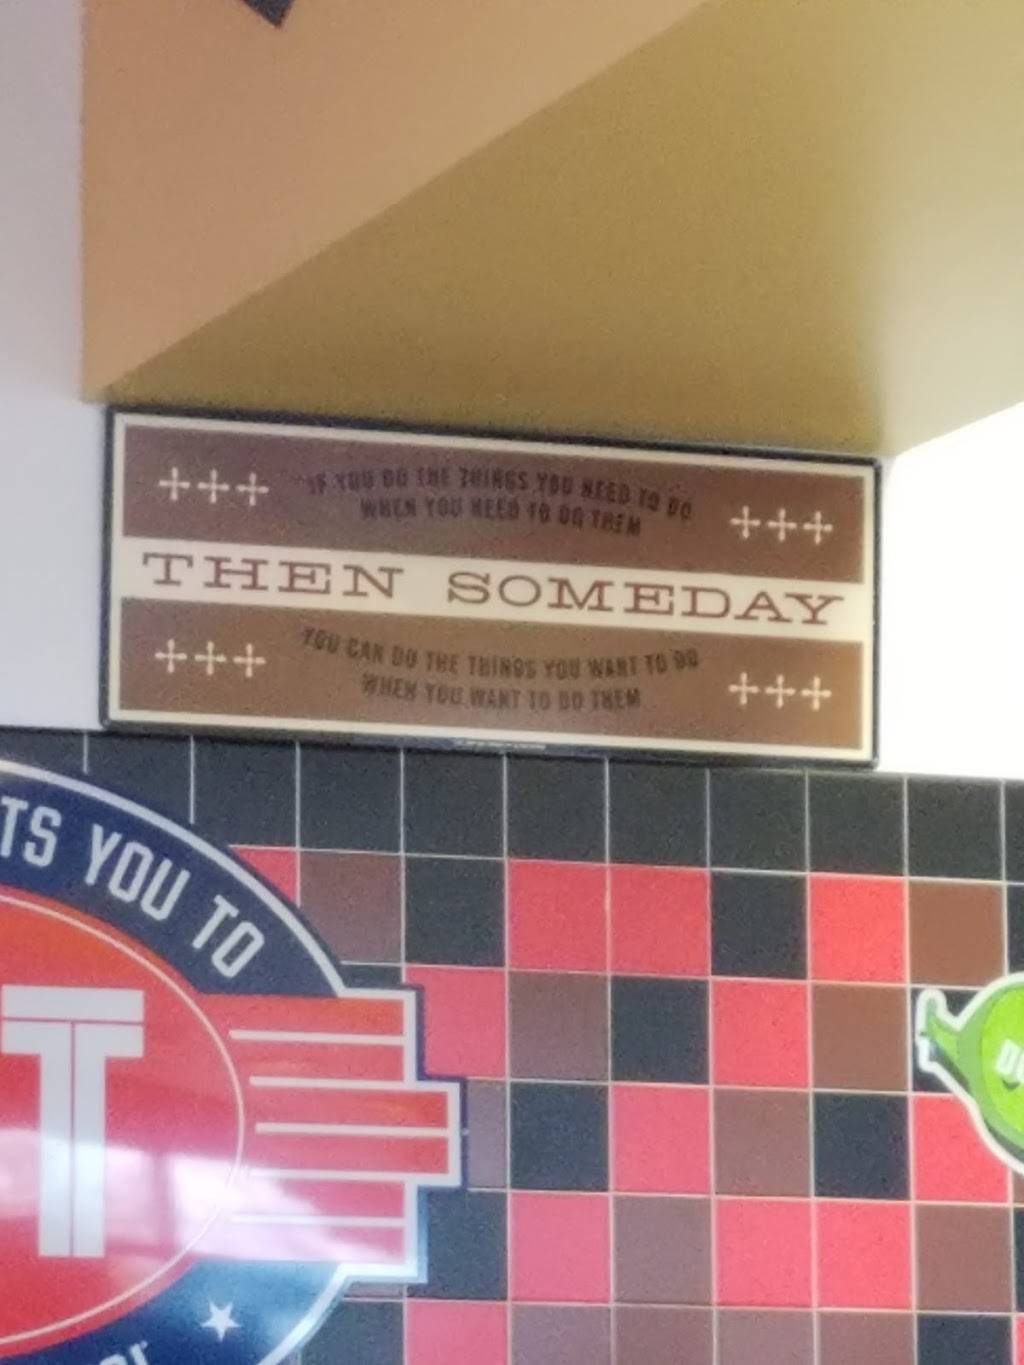 IF YOU DO THE THINGS YOU NEED TO DO
WHEN YOU NEED TO DO THEM
THEN SOMEDAY
YOU CAN DO THE THINGS YOU WANT TO DO
WHEN YOU WANT TO DO THEM
TS YOU TO
T